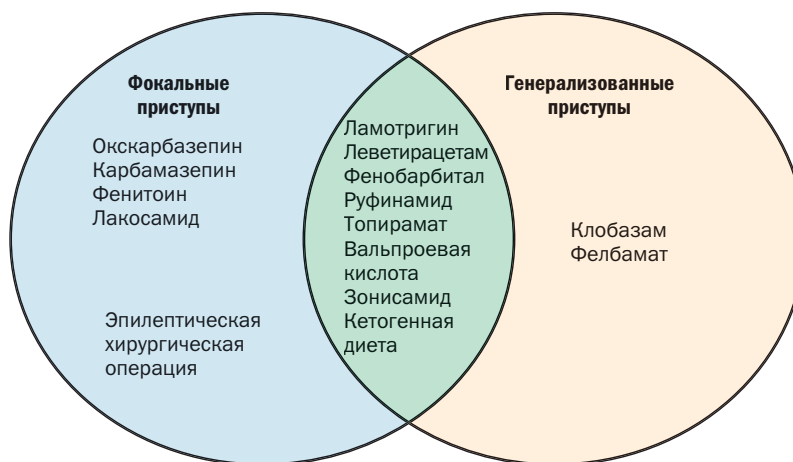 Фокальные
приступы
Окскарбазепин
Карбамазепин
Фенитоин
Лакосамид
Эпилептическая
хирургическая
операция
Ламотригин
Леветирацетам
Фенобарбитал
Руфинамид
Топирамат
Вальпроевая
кислота
Зонисамид
Кетогенная
диета
Генерализованные
приступы
Клобазам
Фелбамат